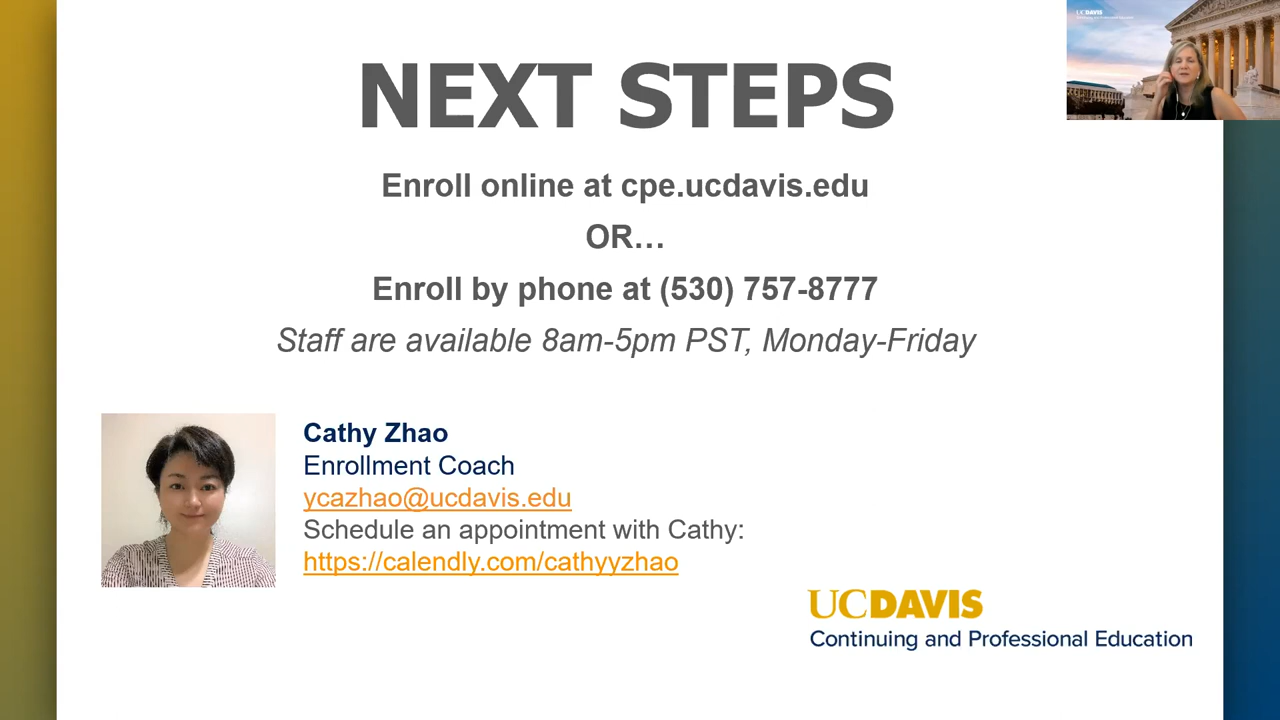 UCDAVIS
NEXT STEPS
Enroll online at cpe.ucdavis.edu
OR…
Enroll by phone at (530) 757-8777
Staff are available 8am-5pm PST, Monday-Friday
Cathy Zhao
Enrollment Coach
ycazhao@ucdavis.edu
Schedule an appointment with Cathy:
https://calendly.com/cathyyzhao
UCDAVIS
Continuing and Professional Education